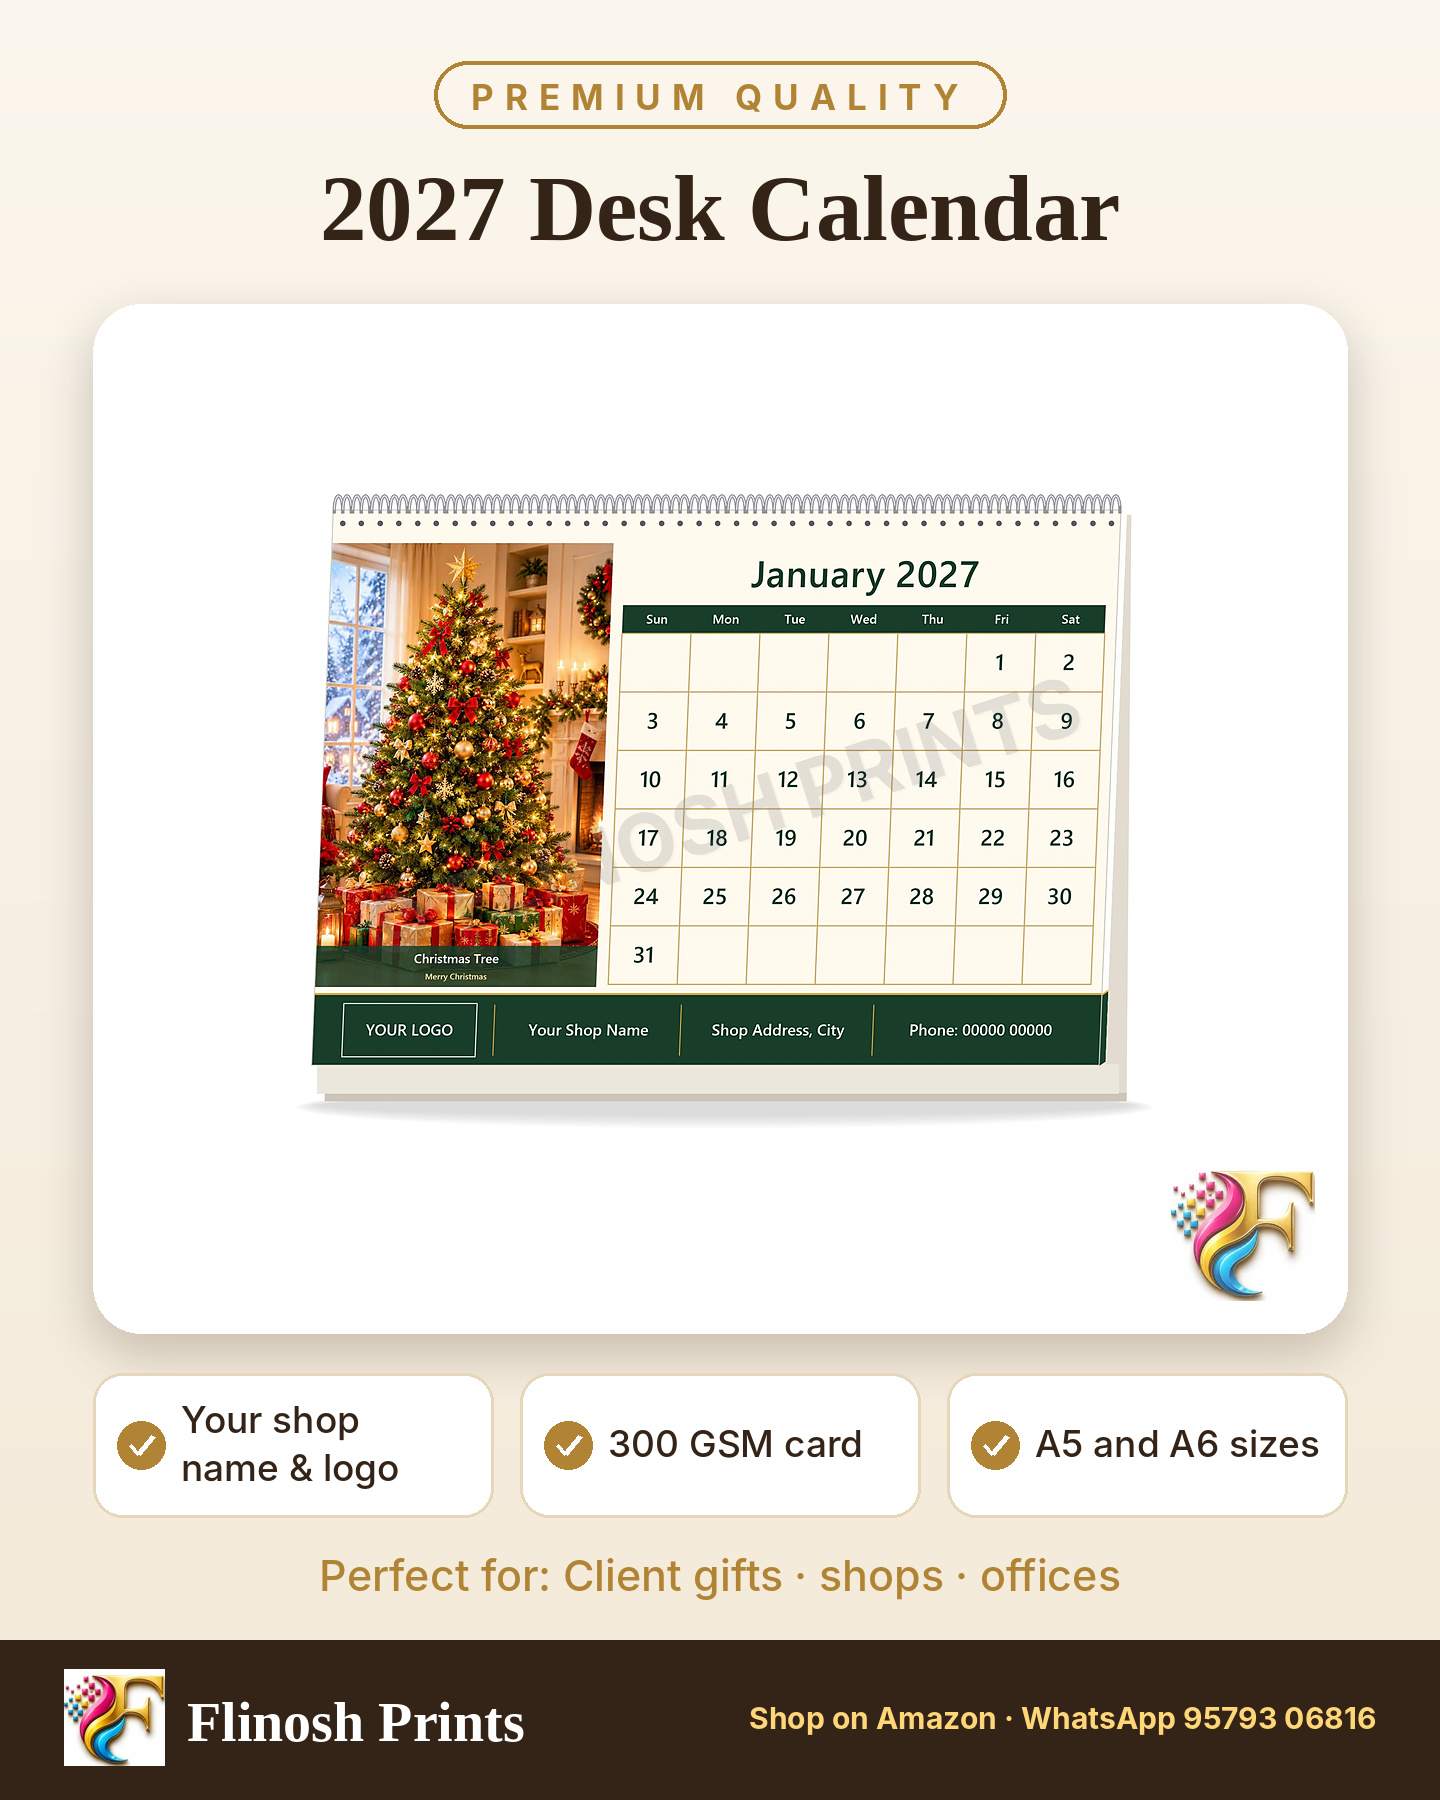 PREMIUM QUALITY
2027 Desk Calendar
January 2027
Sun Mon Tue Wed Thu Fri Sat
1 2
3 4 5 6 7 8 9
10 11 12 13 14 15 16
17 18 19 20 21 22 23
24 25 26 27 28 29 30
31
NOSH PRINTS
Christmas Tree
Merry Christmas
YOUR LOGO Your Shop Name Shop Address, City Phone: 00000 00000
F
Your shop
name & logo
300 GSM card
A5 and A6 sizes
Perfect for: Client gifts · shops · offices
F
Flinosh Prints
Shop on Amazon · WhatsApp 95793 06816